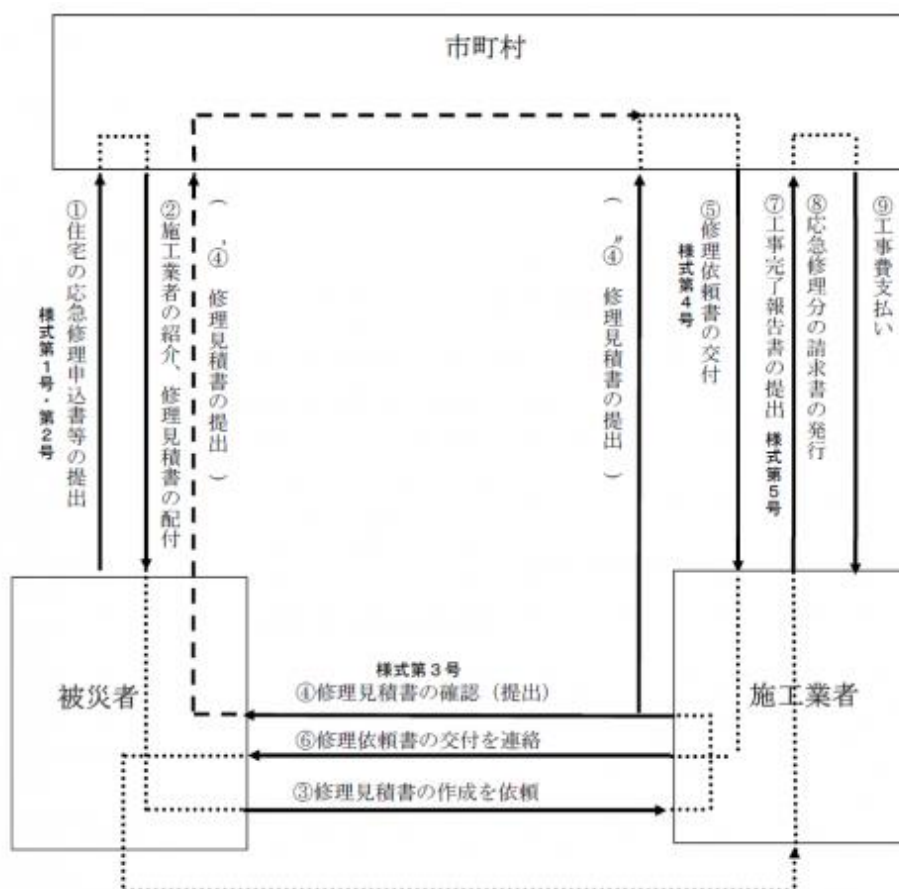 市町村
①住宅の応急修理申込書等の提出
様式第1号・第2号
②施工業者の紹介、修理見積書の配付
（④' 修理見積書の提出）
（④" 修理見積書の提出）
⑤修理依頼書の交付
様式第4号
⑦工事完了報告書の提出 様式第5号
⑧応急修理分の請求書の発行
⑨工事費支払い
被災者
様式第3号
④修理見積書の確認（提出）
⑥修理依頼書の交付を連絡
③修理見積書の作成を依頼
施工業者